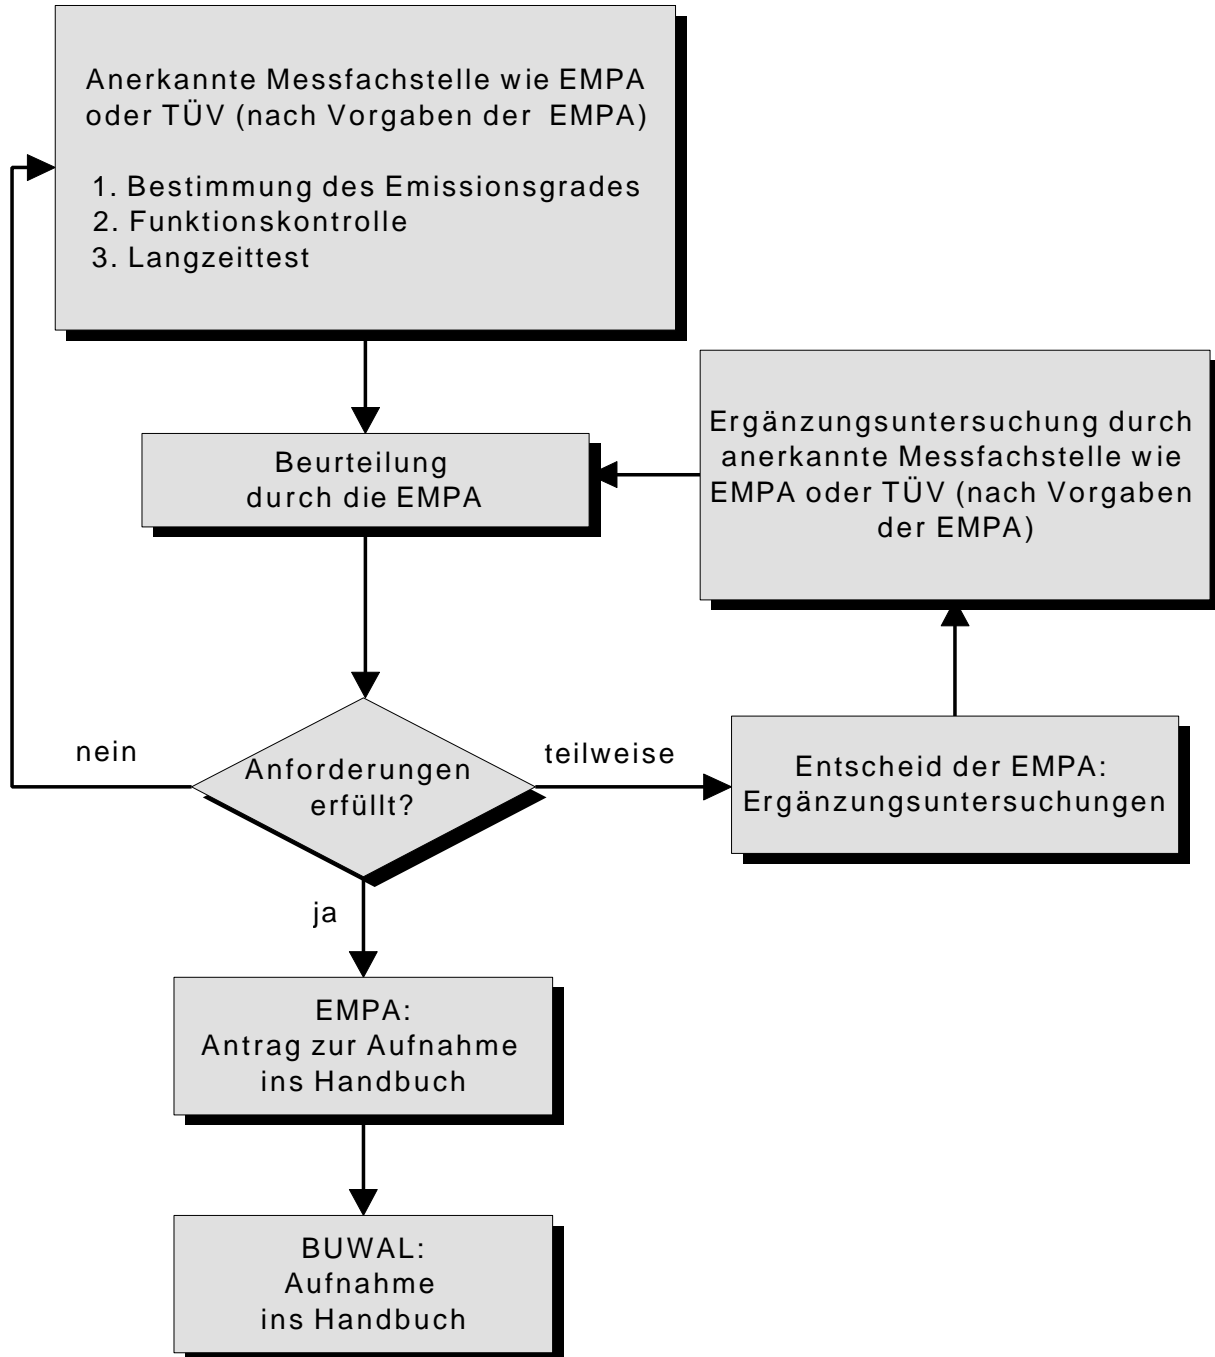 Anerkannte Messfachstelle wie EMPA
oder TÜV (nach Vorgaben der EMPA)
1. Bestimmung des Emissionsgrades
2. Funktionskontrolle
3. Langzeittest
Beurteilung
durch die EMPA
Ergänzungsuntersuchung durch
anerkannte Messfachstelle wie
EMPA oder TÜV (nach Vorgaben
der EMPA)
nein
Anforderungen
erfüllt?
teilweise
Entscheid der EMPA:
Ergänzungsuntersuchungen
ja
EMPA:
Antrag zur Aufnahme
ins Handbuch
BUWAL:
Aufnahme
ins Handbuch